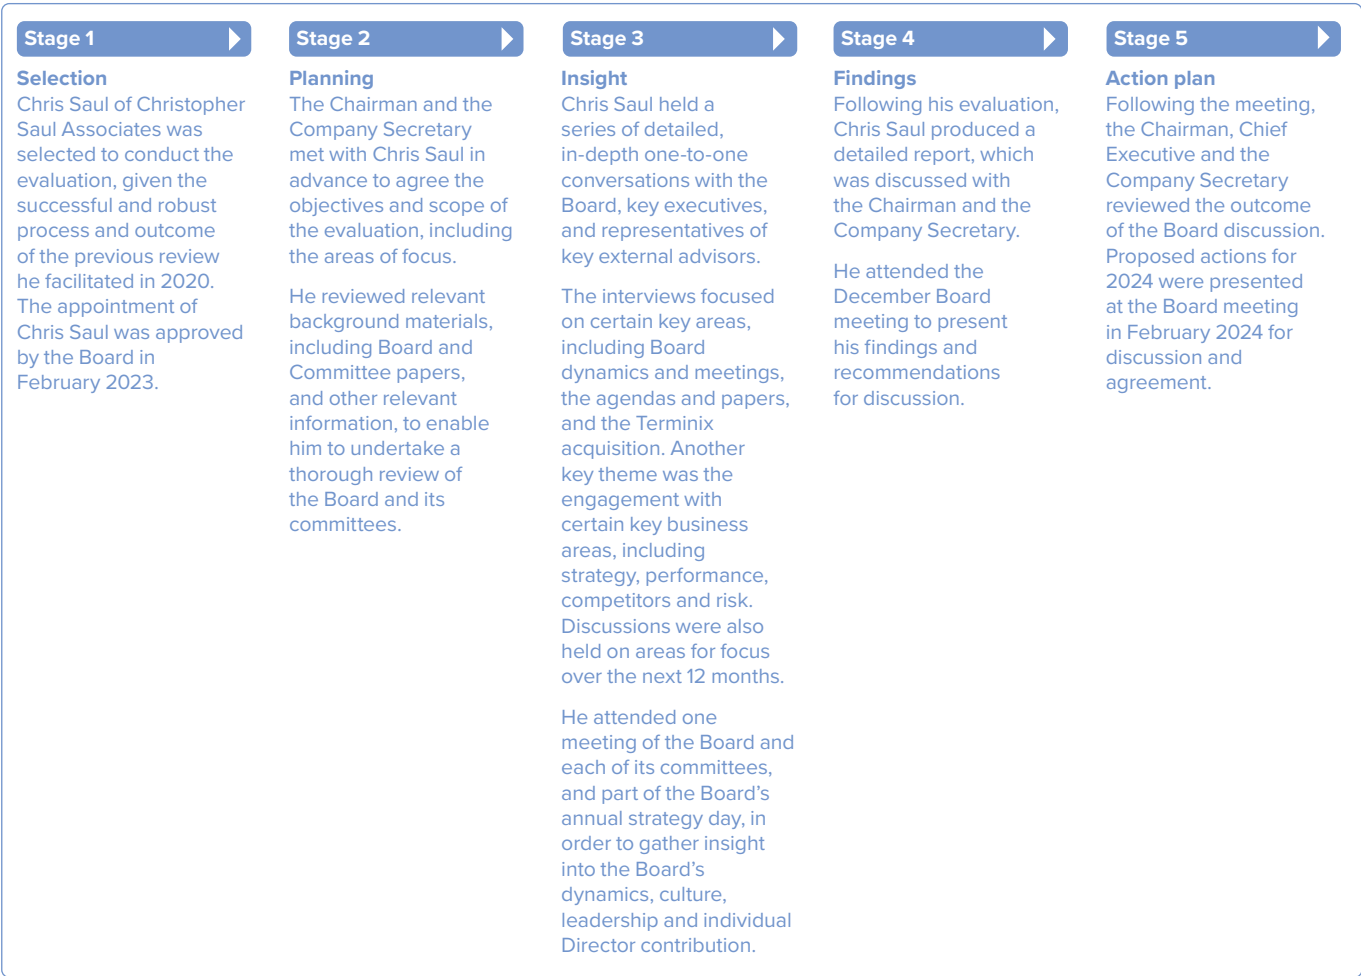 Stage 1
Selection
Chris Saul of Christopher
Saul Associates was
selected to conduct the
evaluation, given the
successful and robust
process and outcome
of the previous review
he facilitated in 2020.
The appointment of
Chris Saul was approved
by the Board in
February 2023.
Stage 2
Planning
The Chairman and the
Company Secretary
met with Chris Saul in
advance to agree the
objectives and scope of
the evaluation, including
the areas of focus.
He reviewed relevant
background materials,
including Board and
Committee papers,
and other relevant
information, to enable
him to undertake a
thorough review of
the Board and its
committees.
Stage 3
Insight
Chris Saul held a
series of detailed,
in-depth one-to-one
conversations with the
Board, key executives,
and representatives of
key external advisors.
The interviews focused
on certain key areas,
including Board
dynamics and meetings,
the agendas and papers,
and the Terminix
acquisition. Another
key theme was the
engagement with
certain key business
areas, including
strategy, performance,
competitors and risk.
Discussions were also
held on areas for focus
over the next 12 months.
He attended one
meeting of the Board and
each of its committees,
and part of the Board’s
annual strategy day, in
order to gather insight
into the Board’s
dynamics, culture,
leadership and individual
Director contribution.
Stage 4
Findings
Following his evaluation,
Chris Saul produced a
detailed report, which
was discussed with
the Chairman and the
Company Secretary.
He attended the
December Board
meeting to present
his findings and
recommendations
for discussion.
Stage 5
Action plan
Following the meeting,
the Chairman, Chief
Executive and the
Company Secretary
reviewed the outcome
of the Board discussion.
Proposed actions for
2024 were presented
at the Board meeting
in February 2024 for
discussion and
agreement.